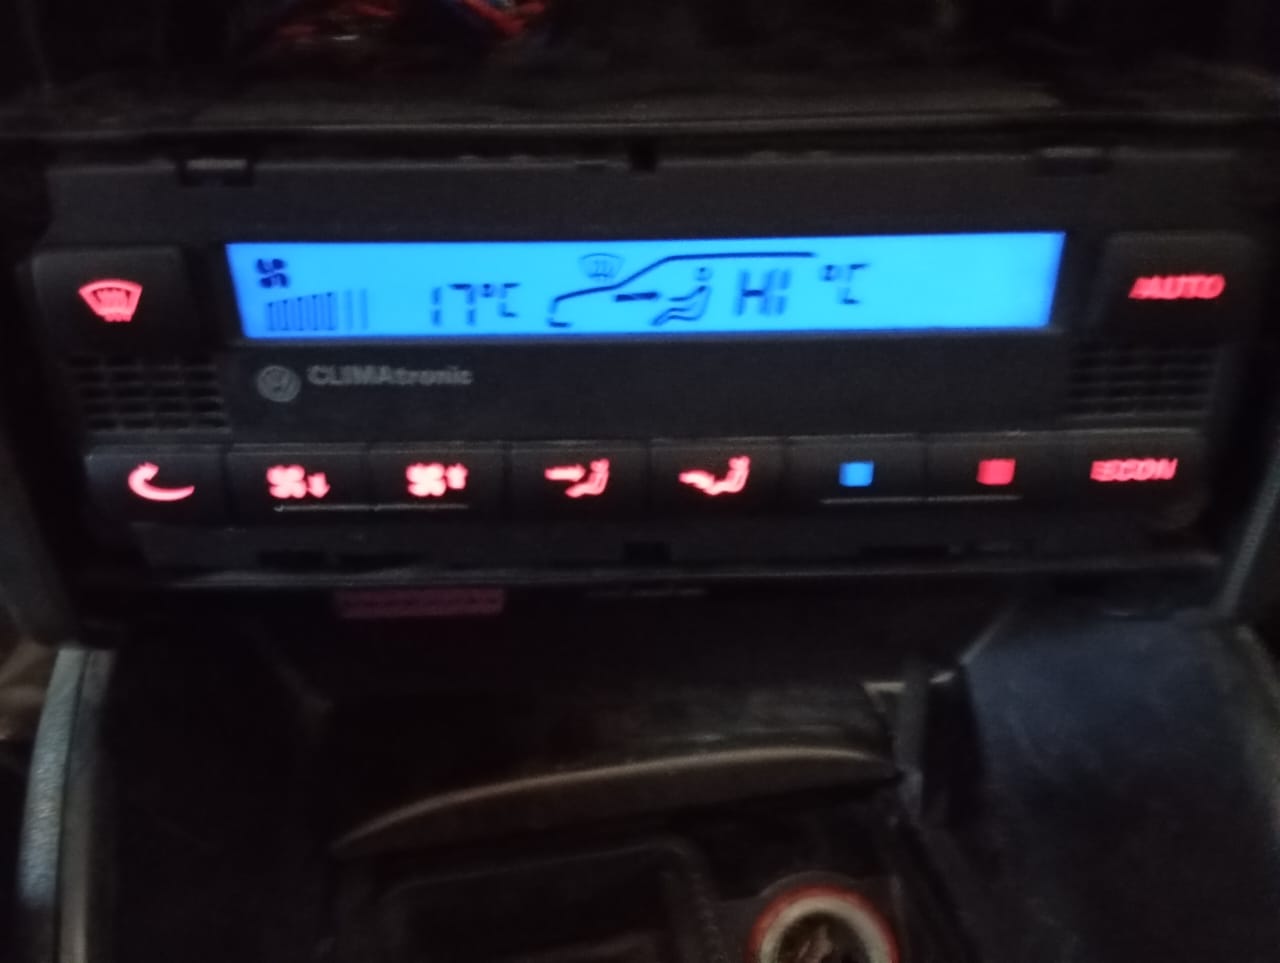 17°C HI °C
AUTO
CLIMAtronic
ECON